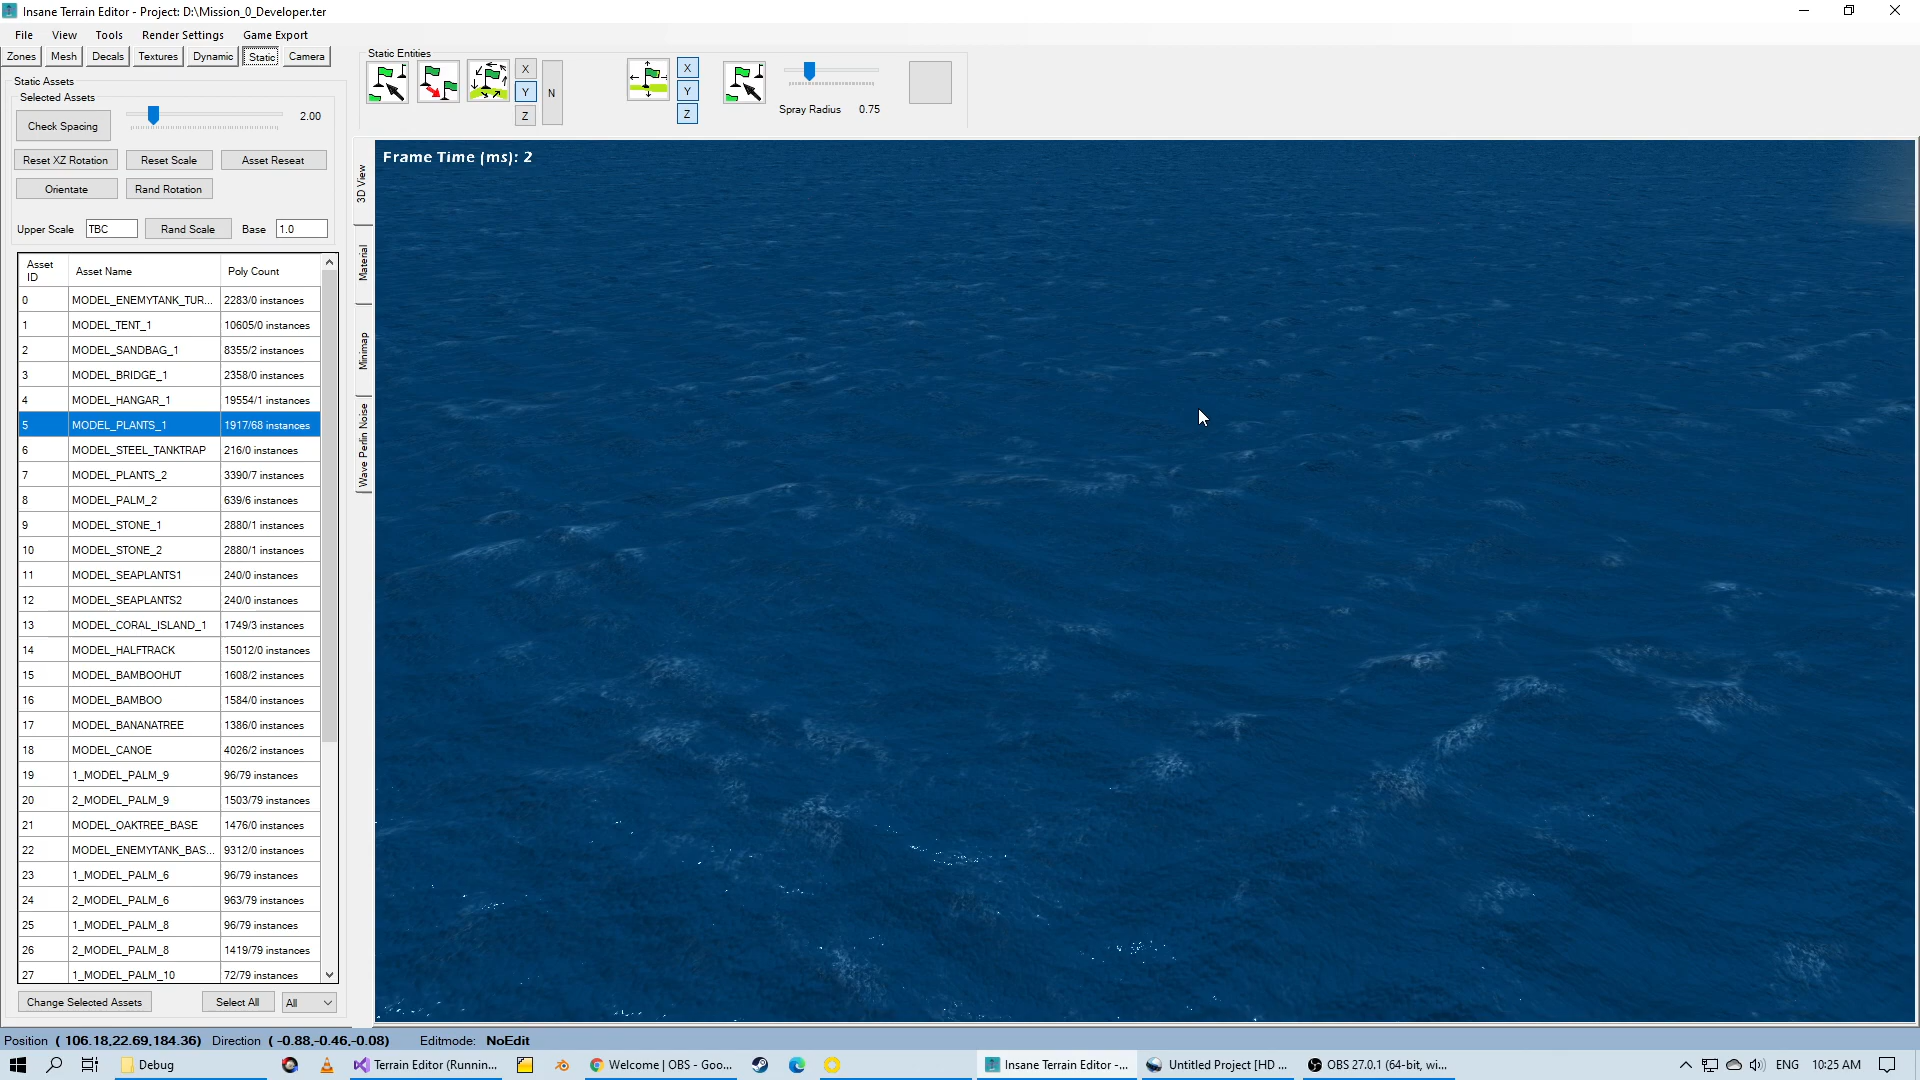 Insane Terrain Editor - Project: D:\Mission_0_Developer.ter
File View Tools Render Settings Game Export
Zones Mesh Decals Textures Dynamic Static Camera
Static Assets
Selected Assets
Check Spacing 2.00
Reset XZ Rotation Reset Scale Asset Reseat
Orientate Rand Rotation
Upper Scale TBC Rand Scale Base 1.0
Static Entities
X
Y
Z
N
X
Y
Z
Spray Radius 0.75
Asset ID Asset Name Poly Count
0 MODEL_ENEMYTANK_TUR... 2283/0 instances
1 MODEL_TENT_1 10605/0 instances
2 MODEL_SANDBAG_1 8355/2 instances
3 MODEL_BRIDGE_1 2358/0 instances
4 MODEL_HANGAR_1 19554/1 instances
5 MODEL_PLANTS_1 1917/68 instances
6 MODEL_STEEL_TANKTRAP 216/0 instances
7 MODEL_PLANTS_2 3390/7 instances
8 MODEL_PALM_2 639/6 instances
9 MODEL_STONE_1 2880/1 instances
10 MODEL_STONE_2 2880/1 instances
11 MODEL_SEAPLANTS1 240/0 instances
12 MODEL_SEAPLANTS2 240/0 instances
13 MODEL_CORAL_ISLAND_1 1749/3 instances
14 MODEL_HALFTRACK 15012/0 instances
15 MODEL_BAMBOOHUT 1608/2 instances
16 MODEL_BAMBOO 1584/0 instances
17 MODEL_BANANATREE 1386/0 instances
18 MODEL_CANOE 4026/2 instances
19 1_MODEL_PALM_9 96/79 instances
20 2_MODEL_PALM_9 1503/79 instances
21 MODEL_OAKTREE_BASE 1476/0 instances
22 MODEL_ENEMYTANK_BAS... 9312/0 instances
23 1_MODEL_PALM_6 96/79 instances
24 2_MODEL_PALM_6 963/79 instances
25 1_MODEL_PALM_8 96/79 instances
26 2_MODEL_PALM_8 1419/79 instances
27 1_MODEL_PALM_10 72/79 instances
Change Selected Assets Select All All
3D View
Material
Minimap
Wave Perlin Noise
Frame Time (ms): 2
Position ( 106.18,22.69,184.36) Direction ( -0.88,-0.46,-0.08) Editmode: NoEdit
Debug Terrain Editor (Runnin... Welcome | OBS - Goo... Insane Terrain Editor -... Untitled Project [HD ... OBS 27.0.1 (64-bit, wi... ENG 10:25 AM